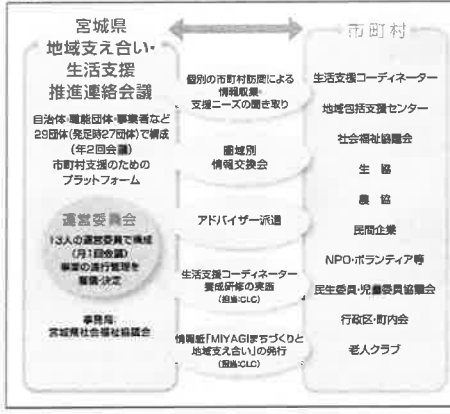 宮城県
地域支え合い・
生活支援
推進連絡会議
自治体・職能団体・事業者など
29団体(発足時27団体)で構成
(年2回会議)
市町村支援のための
プラットフォーム
運営委員会
13人の運営委員で構成
(月1回会議)
事業の進行管理を
審議・決定
事務局:
宮城県社会福祉協議会
個別の市町村訪問による
情報収集・
支援ニーズの聞き取り
圏域別
情報交換会
アドバイザー派遣
生活支援コーディネーター
養成研修の実施
(担当:CLC)
情報紙「MIYAGIまちづくりと
地域支え合い」の発行
(担当:CLC)
市町村
生活支援コーディネーター
地域包括支援センター
社会福祉協議会
生 協
農 協
民間企業
NPO・ボランティア等
民生委員・児童委員協議会
行政区・町内会
老人クラブ